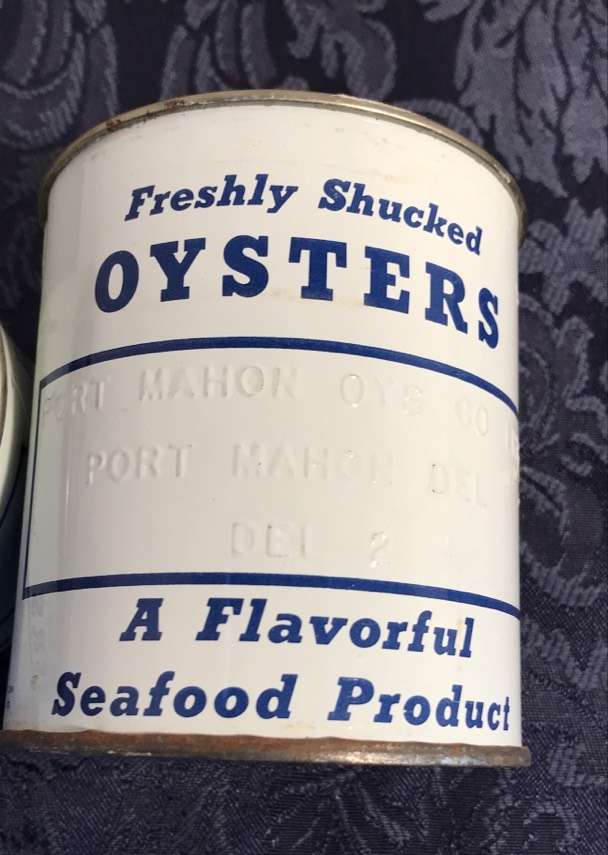 Freshly Shucked
OYSTERS
PORT MAHON OYS CO
PORT MAHON DEL
DEL 2
A Flavorful
Seafood Product